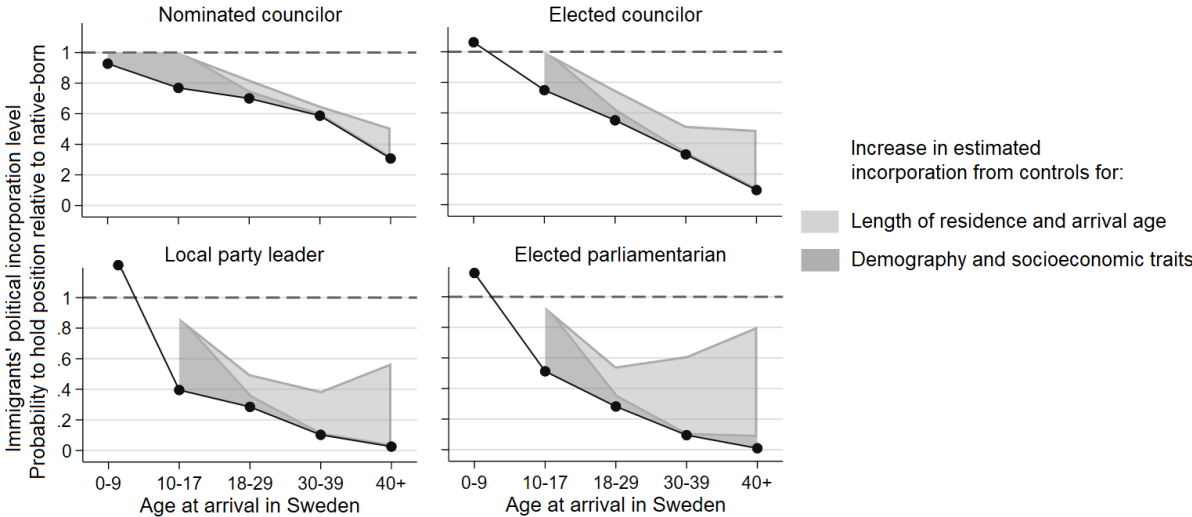 Nominated councilor
Elected councilor
1
8
6
4
2
0
Local party leader
Elected parliamentarian
1
.8
.6
.4
.2
0
0-9 10-17 18-29 30-39 40+
0-9 10-17 18-29 30-39 40+
Age at arrival in Sweden
Age at arrival in Sweden
Immigrants' political incorporation level
Probability to hold position relative to native-born
Increase in estimated
incorporation from controls for:
Length of residence and arrival age
Demography and socioeconomic traits